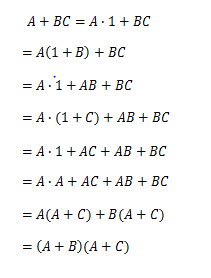 A + BC = A · 1 + BC
= A(1 + B) + BC
= A · 1 + AB + BC
= A · (1 + C) + AB + BC
= A · 1 + AC + AB + BC
= A · A + AC + AB + BC
= A(A + C) + B(A + C)
= (A + B)(A + C)